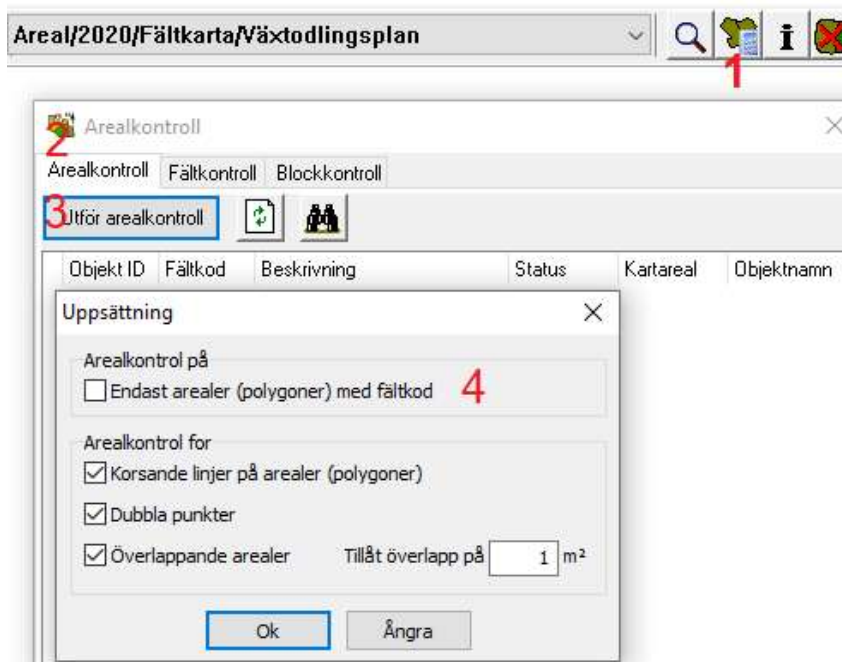 Areal/2020/Fältkarta/Växtodlingsplan
1
Arealkontroll
2
Arealkontroll Fältkontroll Blockkontroll
3
Utför arealkontroll
Objekt ID Fältkod Beskrivning Status Kartareal Objektnamn
Uppsättning
Arealkontrol på
Endast arealer (polygoner) med fältkod 4
Arealkontrol for
Korsande linjer på arealer (polygoner)
Dubbla punkter
Överlappande arealer Tillåt överlapp på 1 m²
Ok Ångra